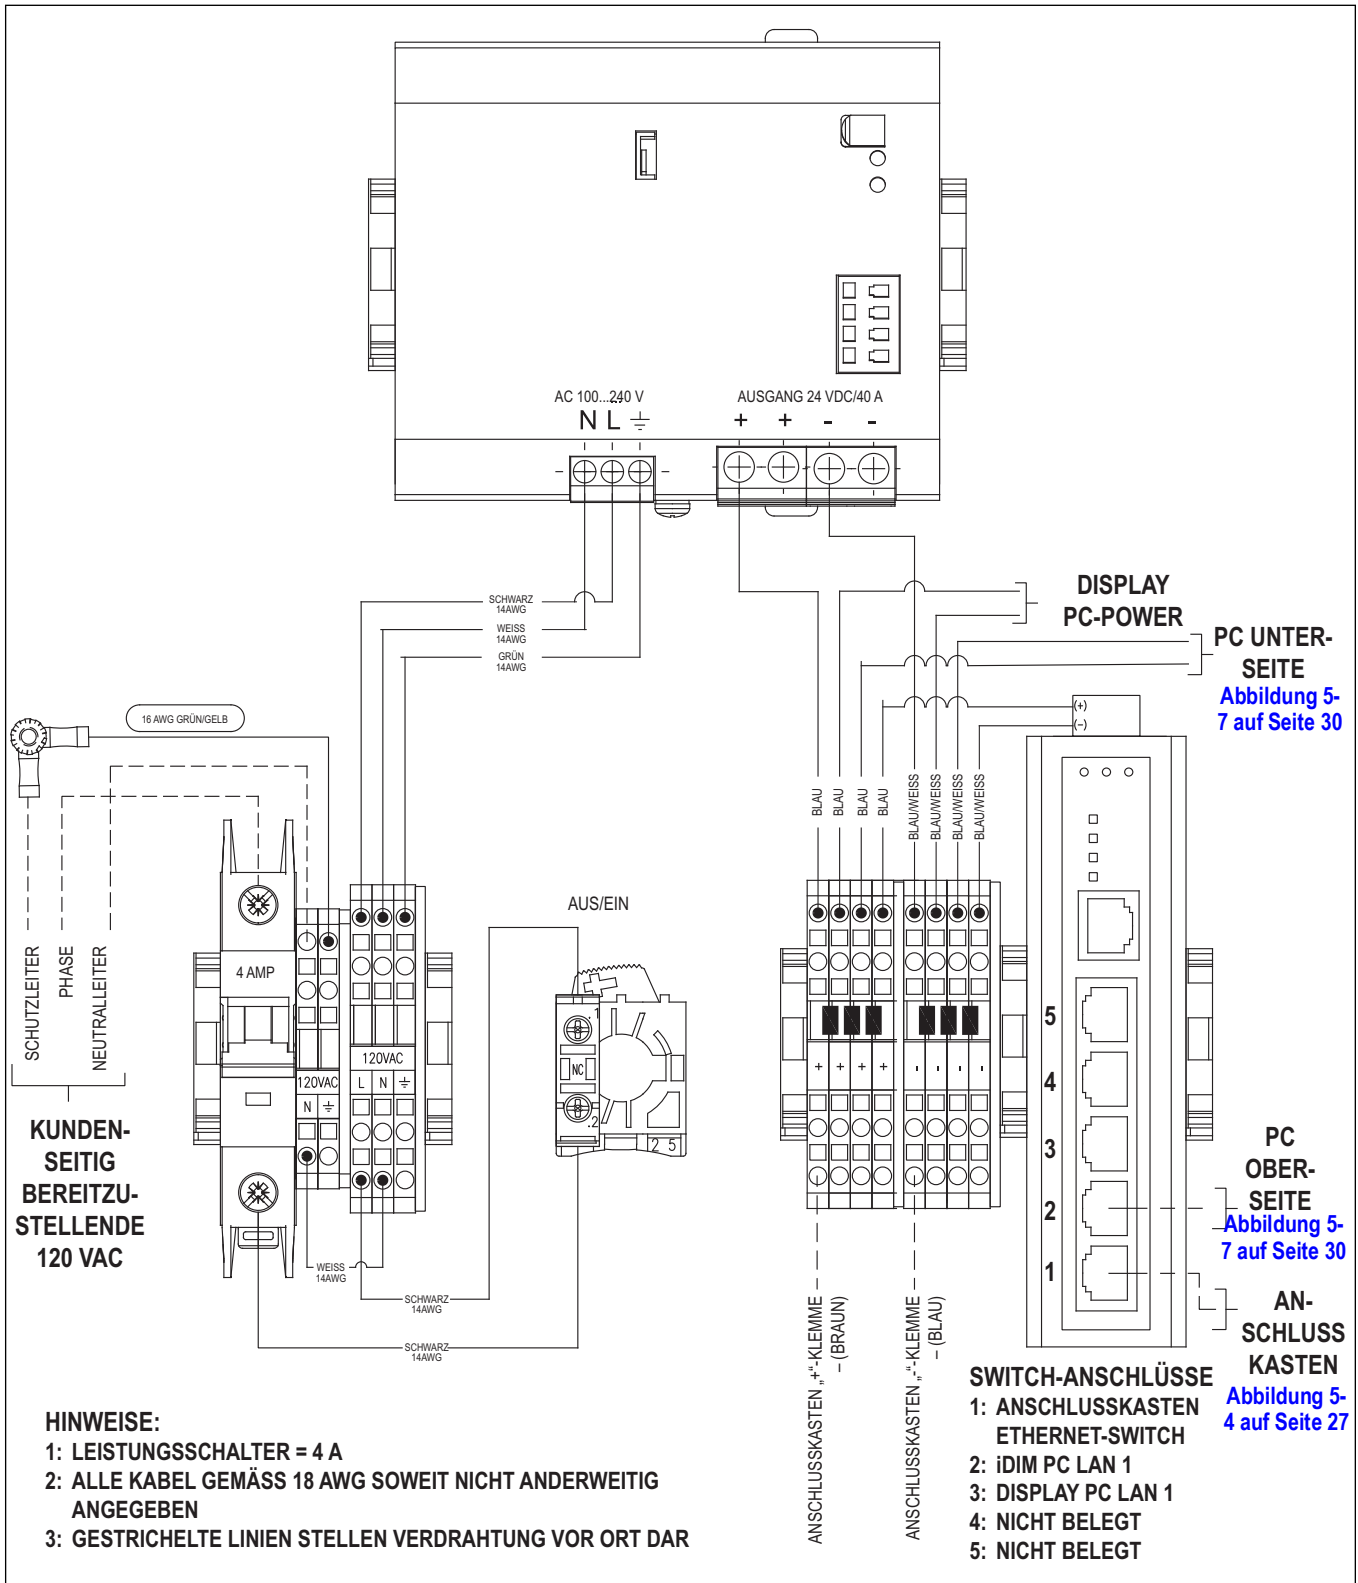 AC 100...240 V
N L
AUSGANG 24 VDC/40 A
+ + - -
SCHWARZ
14AWG
WEISS
14AWG
GRÜN
14AWG
DISPLAY
PC-POWER
PC UNTER-
SEITE
Abbildung 5-
7 auf Seite 30
16 AWG GRÜN/GELB
(+)
(–)
BLAU
BLAU
BLAU
BLAU
BLAU/WEISS
BLAU/WEISS
BLAU/WEISS
BLAU/WEISS
SCHUTZLEITER
PHASE
NEUTRALLEITER
4 AMP
AUS/EIN
120VAC
L N
120VAC
N
.1
NC
.2
2 5
+ + + +
- - - -
5
4
3
2
1
KUNDEN-
SEITIG
BEREITZU-
STELLENDE
120 VAC
PC
OBER-
SEITE
Abbildung 5-
7 auf Seite 30
WEISS
14AWG
SCHWARZ
14AWG
SCHWARZ
14AWG
ANSCHLUSSKASTEN „+“-KLEMME
– (BRAUN)
ANSCHLUSSKASTEN „-“-KLEMME
– (BLAU)
AN-
SCHLUSS
KASTEN
Abbildung 5-
4 auf Seite 27
SWITCH-ANSCHLÜSSE
1: ANSCHLUSSKASTEN
ETHERNET-SWITCH
2: iDIM PC LAN 1
3: DISPLAY PC LAN 1
4: NICHT BELEGT
5: NICHT BELEGT
HINWEISE:
1: LEISTUNGSSCHALTER = 4 A
2: ALLE KABEL GEMÄSS 18 AWG SOWEIT NICHT ANDERWEITIG
ANGEGEBEN
3: GESTRICHELTE LINIEN STELLEN VERDRAHTUNG VOR ORT DAR